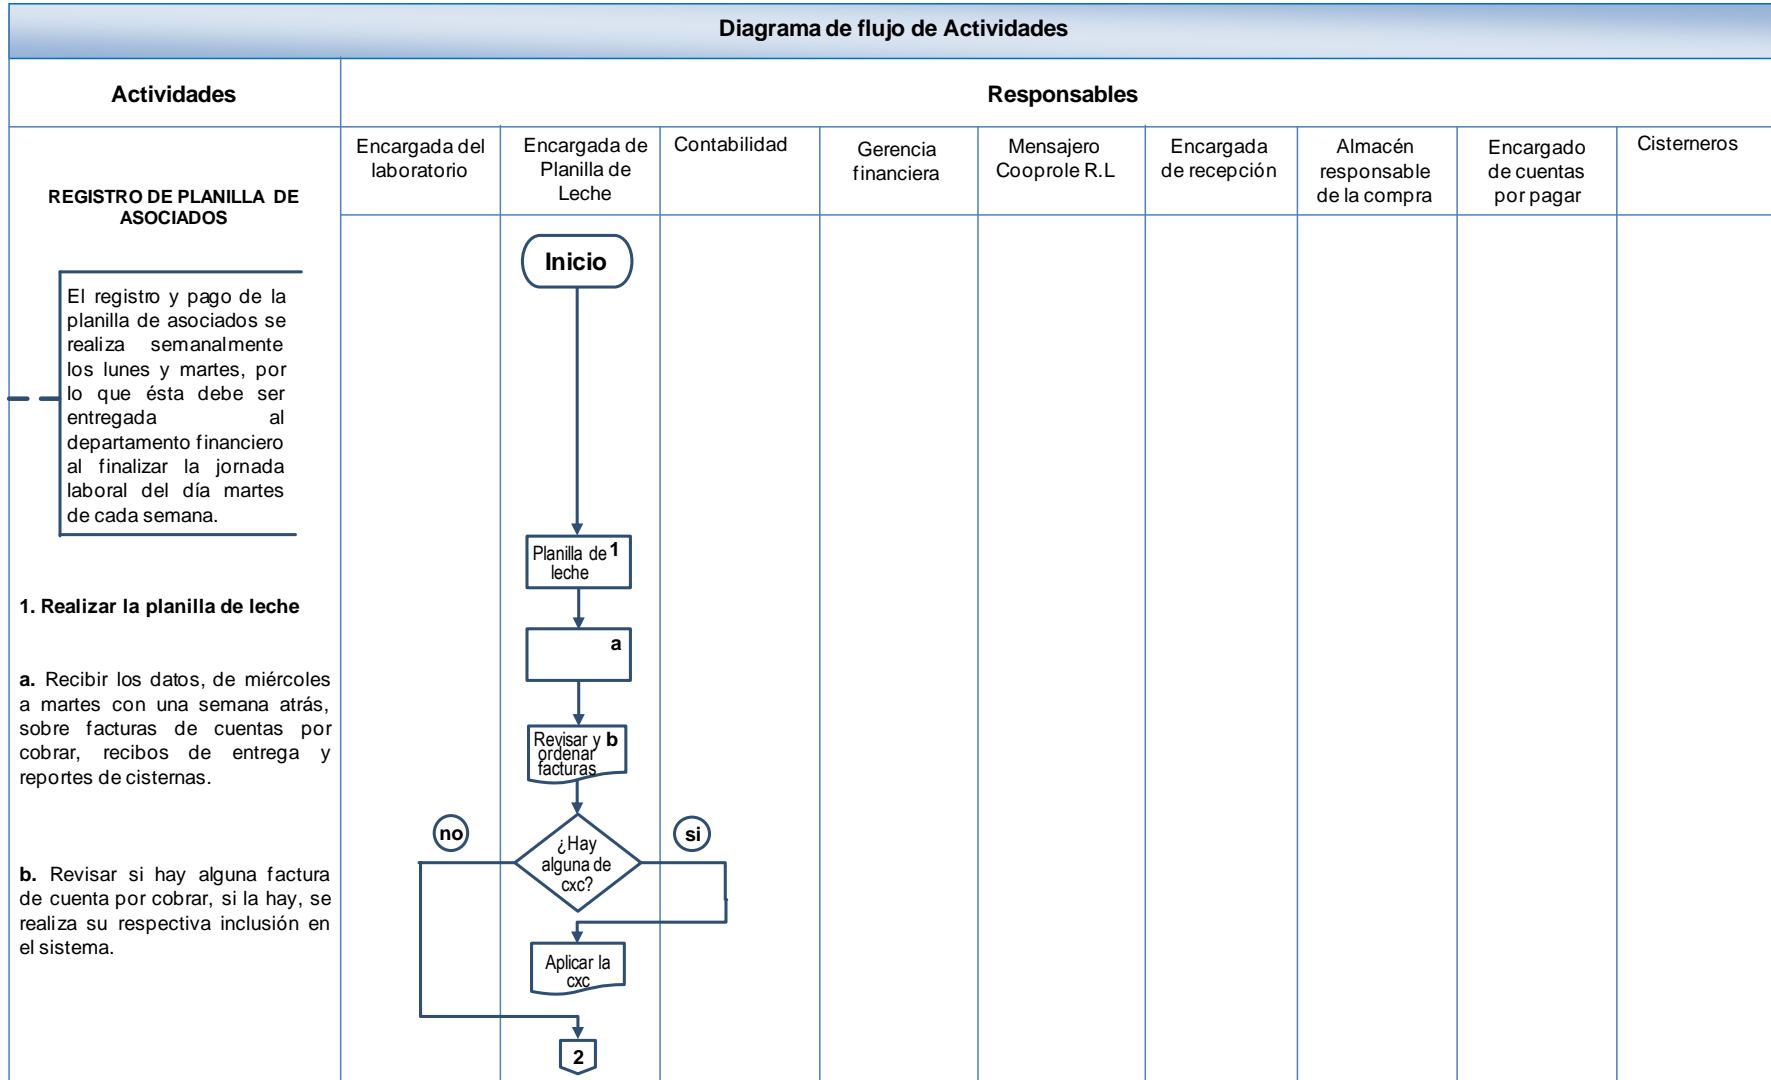 Diagrama de flujo de Actividades
Actividades
Responsables
Encargada del
laboratorio
Encargada de
Planilla de
Leche
Contabilidad
Gerencia
financiera
Mensajero
Cooprole R.L
Encargada
de recepción
Almacén
responsable
de la compra
Encargado
de cuentas
por pagar
Cisterneros
REGISTRO DE PLANILLA DE
ASOCIADOS
El registro y pago de la
planilla de asociados se
realiza semanalmente
los lunes y martes, por
lo que ésta debe ser
entregada al
departamento financiero
al finalizar la jornada
laboral del día martes
de cada semana.
1. Realizar la planilla de leche
a. Recibir los datos, de miércoles
a martes con una semana atrás,
sobre facturas de cuentas por
cobrar, recibos de entrega y
reportes de cisternas.
b. Revisar si hay alguna factura
de cuenta por cobrar, si la hay, se
realiza su respectiva inclusión en
el sistema.
Inicio
Planilla de 1
leche
a
Revisar y b
ordenar
facturas
no
¿Hay
alguna de
cxc?
si
Aplicar la
cxc
2